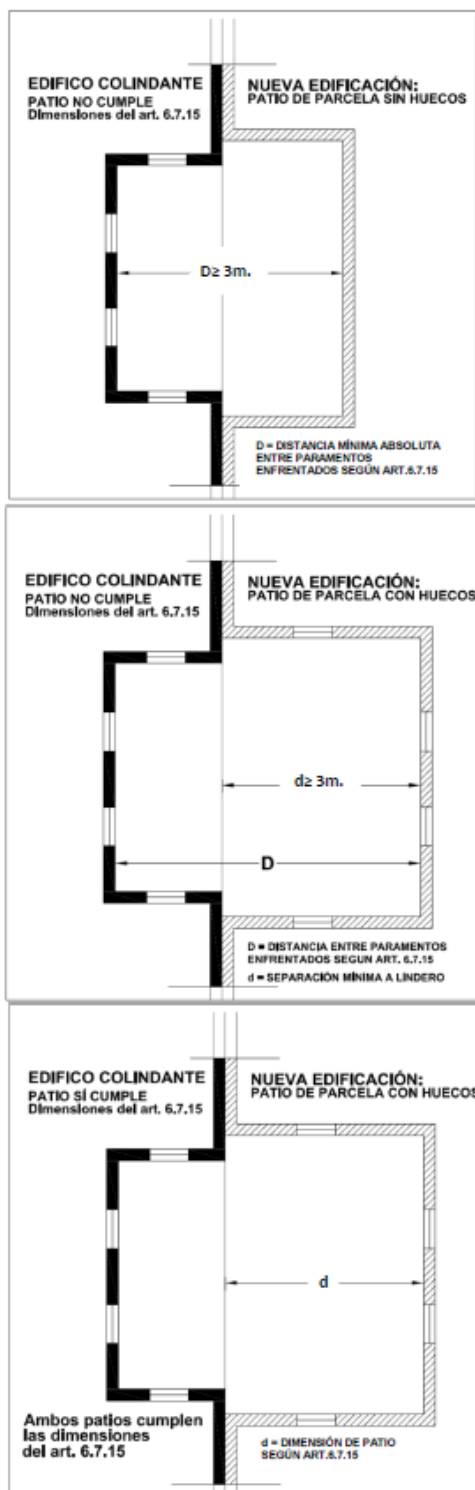 EDIFICO COLINDANTE
PATIO NO CUMPLE
Dimensiones del art. 6.7.15
NUEVA EDIFICACIÓN:
PATIO DE PARCELA SIN HUECOS
D≥ 3m.
D = DISTANCIA MÍNIMA ABSOLUTA
ENTRE PARAMENTOS
ENFRENTADOS SEGÚN ART.6.7.15
EDIFICO COLINDANTE
PATIO NO CUMPLE
Dimensiones del art. 6.7.15
NUEVA EDIFICACIÓN:
PATIO DE PARCELA CON HUECOS
d≥ 3m.
D
D = DISTANCIA ENTRE PARAMENTOS
ENFRENTADOS SEGUN ART. 6.7.15
d = SEPARACIÓN MÍNIMA A LÍNDERO
EDIFICO COLINDANTE
PATIO SÍ CUMPLE
Dimensiones del art. 6.7.15
NUEVA EDIFICACIÓN:
PATIO DE PARCELA CON HUECOS
d
Ambos patios cumplen
las dimensiones
del art. 6.7.15
d = DIMENSIÓN DE PATIO
SEGÚN ART.6.7.15